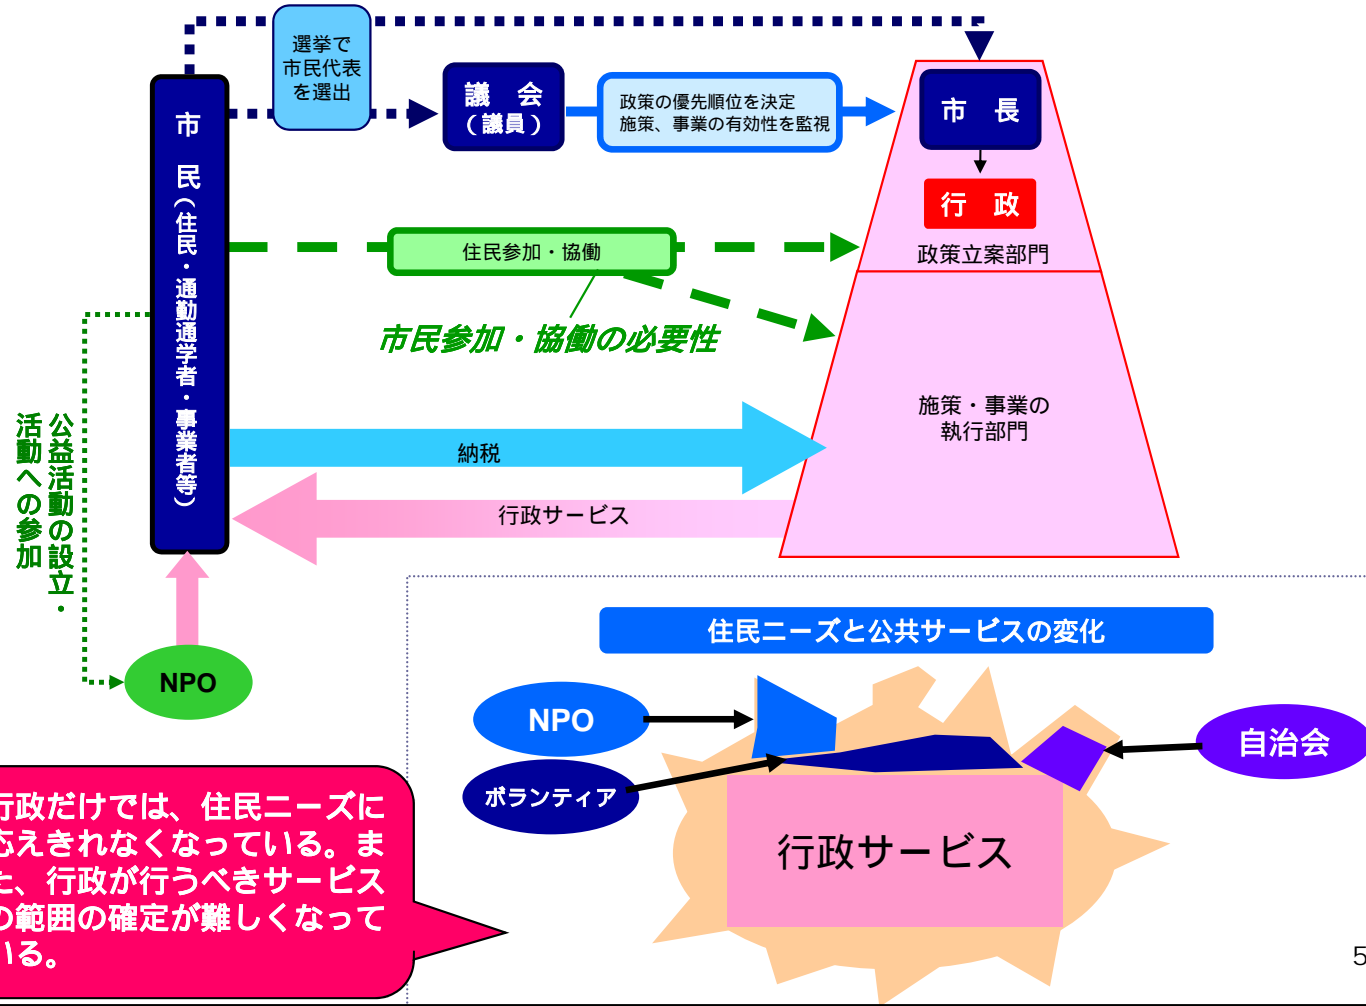 選挙で
市民代表
を選出
議　会
（議員）
政策の優先順位を決定
施策、事業の有効性を監視
市　長
行　政
政策立案部門
市　民（住民・通勤通学者・事業者等）
住民参加・協働
市民参加・協働の必要性
施策・事業の
執行部門
納税
行政サービス
公益活動の設立・
活動への参加
NPO
住民ニーズと公共サービスの変化
NPO
ボランティア
自治会
行政サービス
行政だけでは、住民ニーズに
応えきれなくなっている。ま
た、行政が行うべきサービス
の範囲の確定が難しくなって
いる。
5